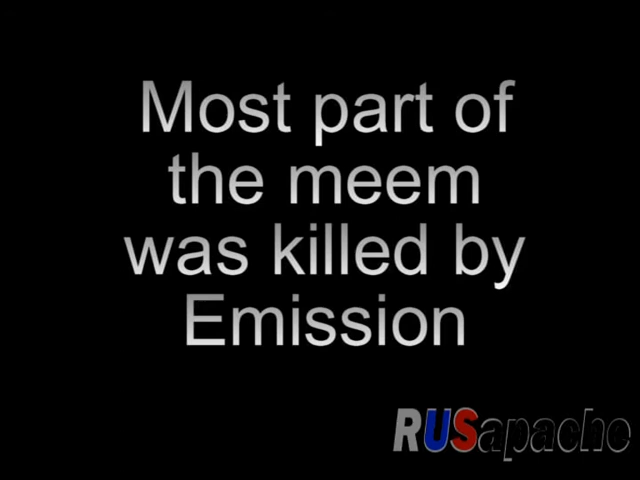 Most part of
the meem
was killed by
Emission
RUSapache